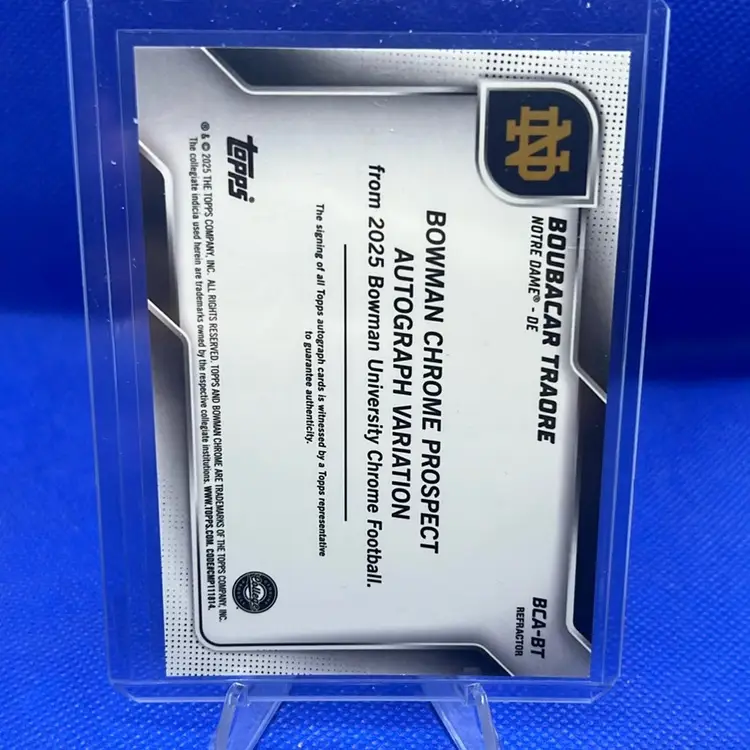 BOUBACAR TRAORE
NOTRE DAME® - DE
BCA-BT
REFRACTOR
ND
BOWMAN CHROME PROSPECT
AUTOGRAPH VARIATION
from 2025 Bowman University Chrome Football.
The signing of all Topps autograph cards is witnessed by a Topps representative
to guarantee authenticity.
topps
® & © 2025 THE TOPPS COMPANY, INC. ALL RIGHTS RESERVED. TOPPS AND BOWMAN CHROME ARE TRADEMARKS OF THE TOPPS COMPANY, INC.
The collegiate indicia used herein are trademarks owned by the respective collegiate institutions. WWW.TOPPS.COM. CODE#CMP111814.